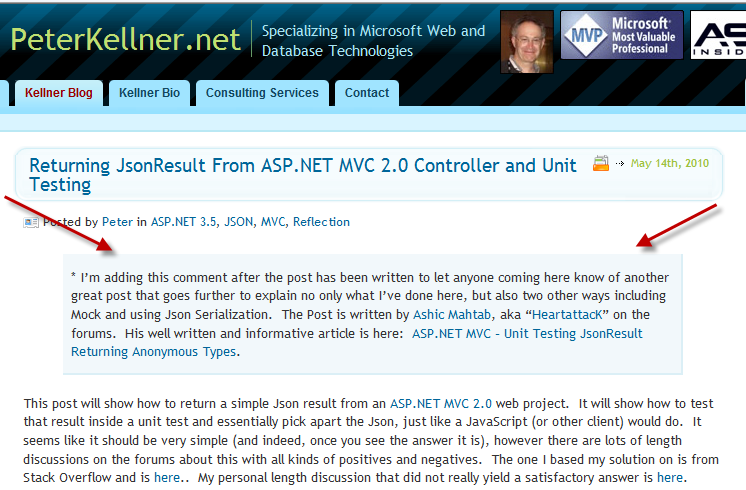 PeterKellner.net
Specializing in Microsoft Web and
Database Technologies
MVP
Microsoft®
Most Valuable
Professional
AS
INSID
Kellner Blog
Kellner Bio
Consulting Services
Contact
Returning JsonResult From ASP.NET MVC 2.0 Controller and Unit
Testing
May 14th, 2010
Posted by Peter in ASP.NET 3.5, JSON, MVC, Reflection
* I'm adding this comment after the post has been written to let anyone coming here know of another
great post that goes further to explain no only what I've done here, but also two other ways including
Mock and using Json Serialization. The Post is written by Ashic Mahtab, aka “HeartattacK” on the
forums. His well written and informative article is here: ASP.NET MVC – Unit Testing JsonResult
Returning Anonymous Types.
This post will show how to return a simple Json result from an ASP.NET MVC 2.0 web project. It will show how to test
that result inside a unit test and essentially pick apart the Json, just like a JavaScript (or other client) would do. It
seems like it should be very simple (and indeed, once you see the answer it is), however there are lots of length
discussions on the forums about this with all kinds of positives and negatives. The one I based my solution on is from
Stack Overflow and is here.. My personal length discussion that did not really yield a satisfactory answer is here.